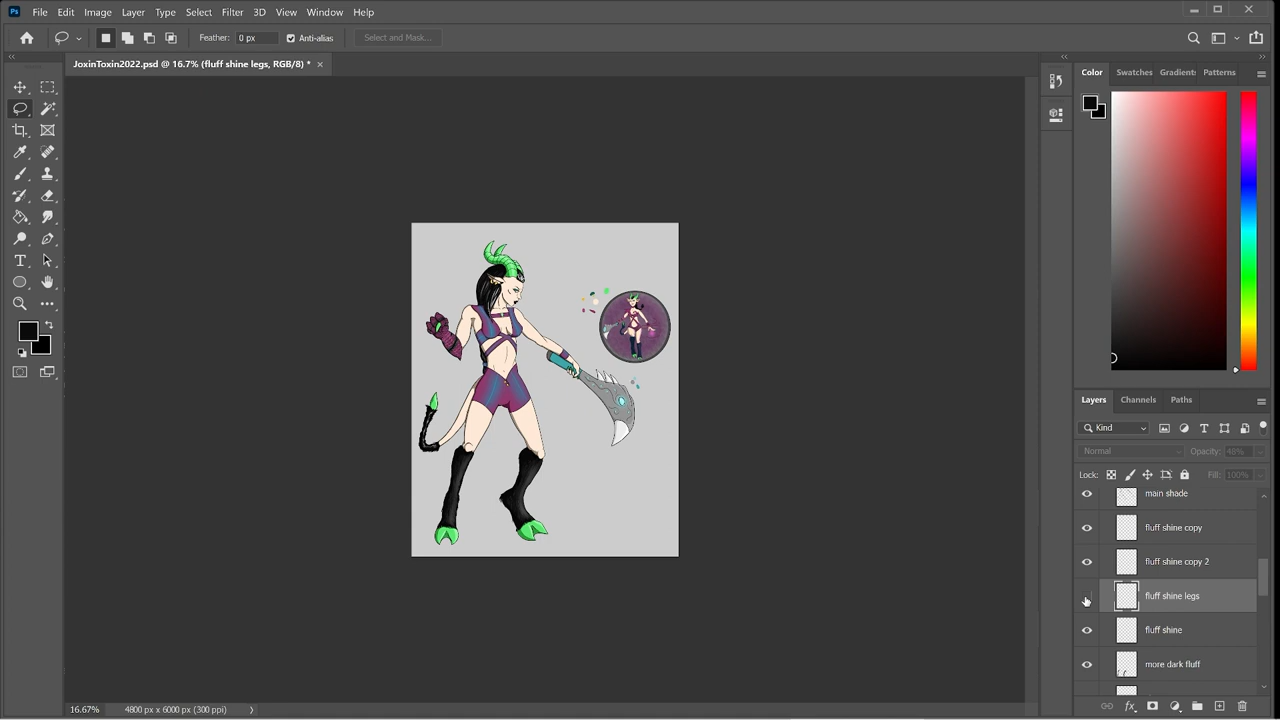 Ps File Edit Image Layer Type Select Filter 3D View Window Help
Feather: 0 px Anti-alias Select and Mask...
JoxinToxin2022.psd @ 16.7% (fluff shine legs, RGB/8) *
Color Swatches Gradients Patterns
Layers Channels Paths
Kind
Normal Opacity: 48%
Lock: Fill: 100%
main shade
fluff shine copy
fluff shine copy 2
fluff shine legs
fluff shine
more dark fluff
16.67% 4800 px x 6000 px (300 ppi)